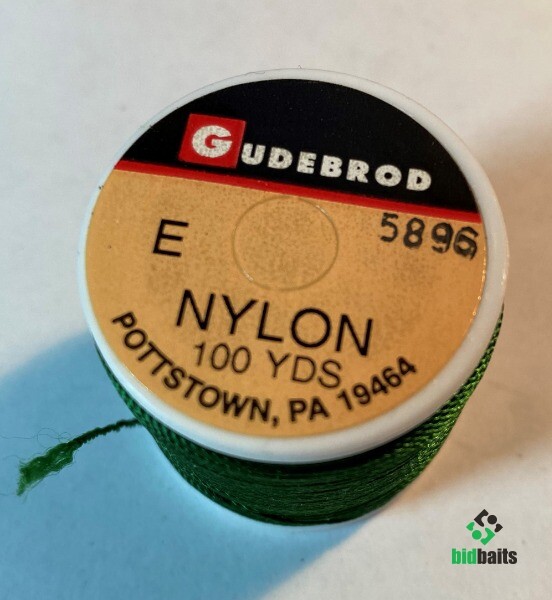 GUDEBROD
E
5896
NYLON
100 YDS
POTTSTOWN, PA 19464
bidbaits